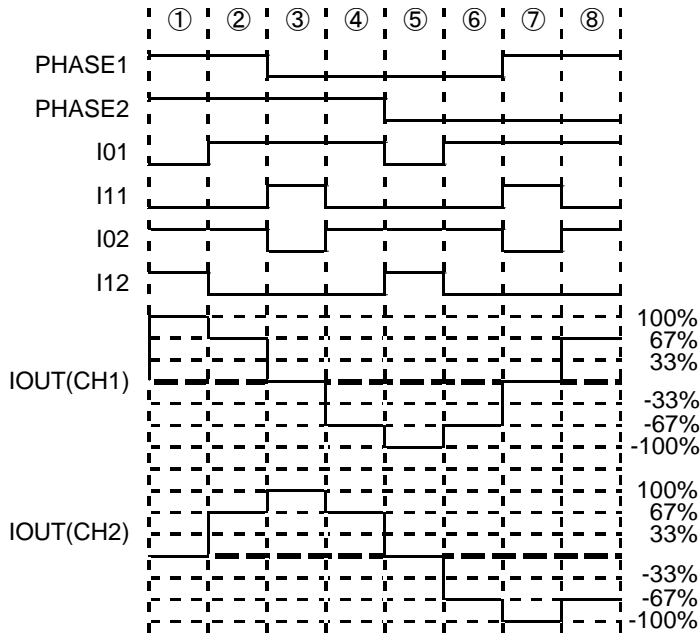 ① ② ③ ④ ⑤ ⑥ ⑦ ⑧
PHASE1
PHASE2
I01
I11
I02
I12
IOUT(CH1)
100%
67%
33%
-33%
-67%
-100%
IOUT(CH2)
100%
67%
33%
-33%
-67%
-100%